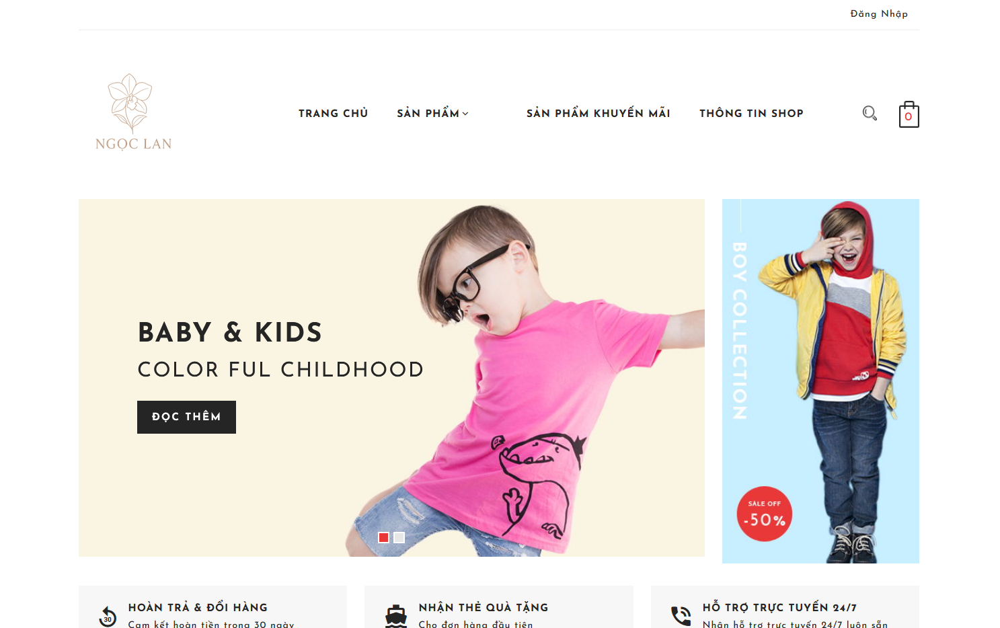 Đăng Nhập
NGỌC LAN
TRANG CHỦ
SẢN PHẨM
SẢN PHẨM KHUYẾN MÃI
THÔNG TIN SHOP
0
BABY & KIDS
COLOR FUL CHILDHOOD
ĐỌC THÊM
BOY COLLECTION
SALE OFF
-50%
30
HOÀN TRẢ & ĐỔI HÀNG
Cam kết hoàn tiền trong 30 ngày
NHẬN THẺ QUÀ TẶNG
Cho đơn hàng đầu tiên
HỖ TRỢ TRỰC TUYẾN 24/7
Nhận hỗ trợ trực tuyến 24/7 luôn sẵn